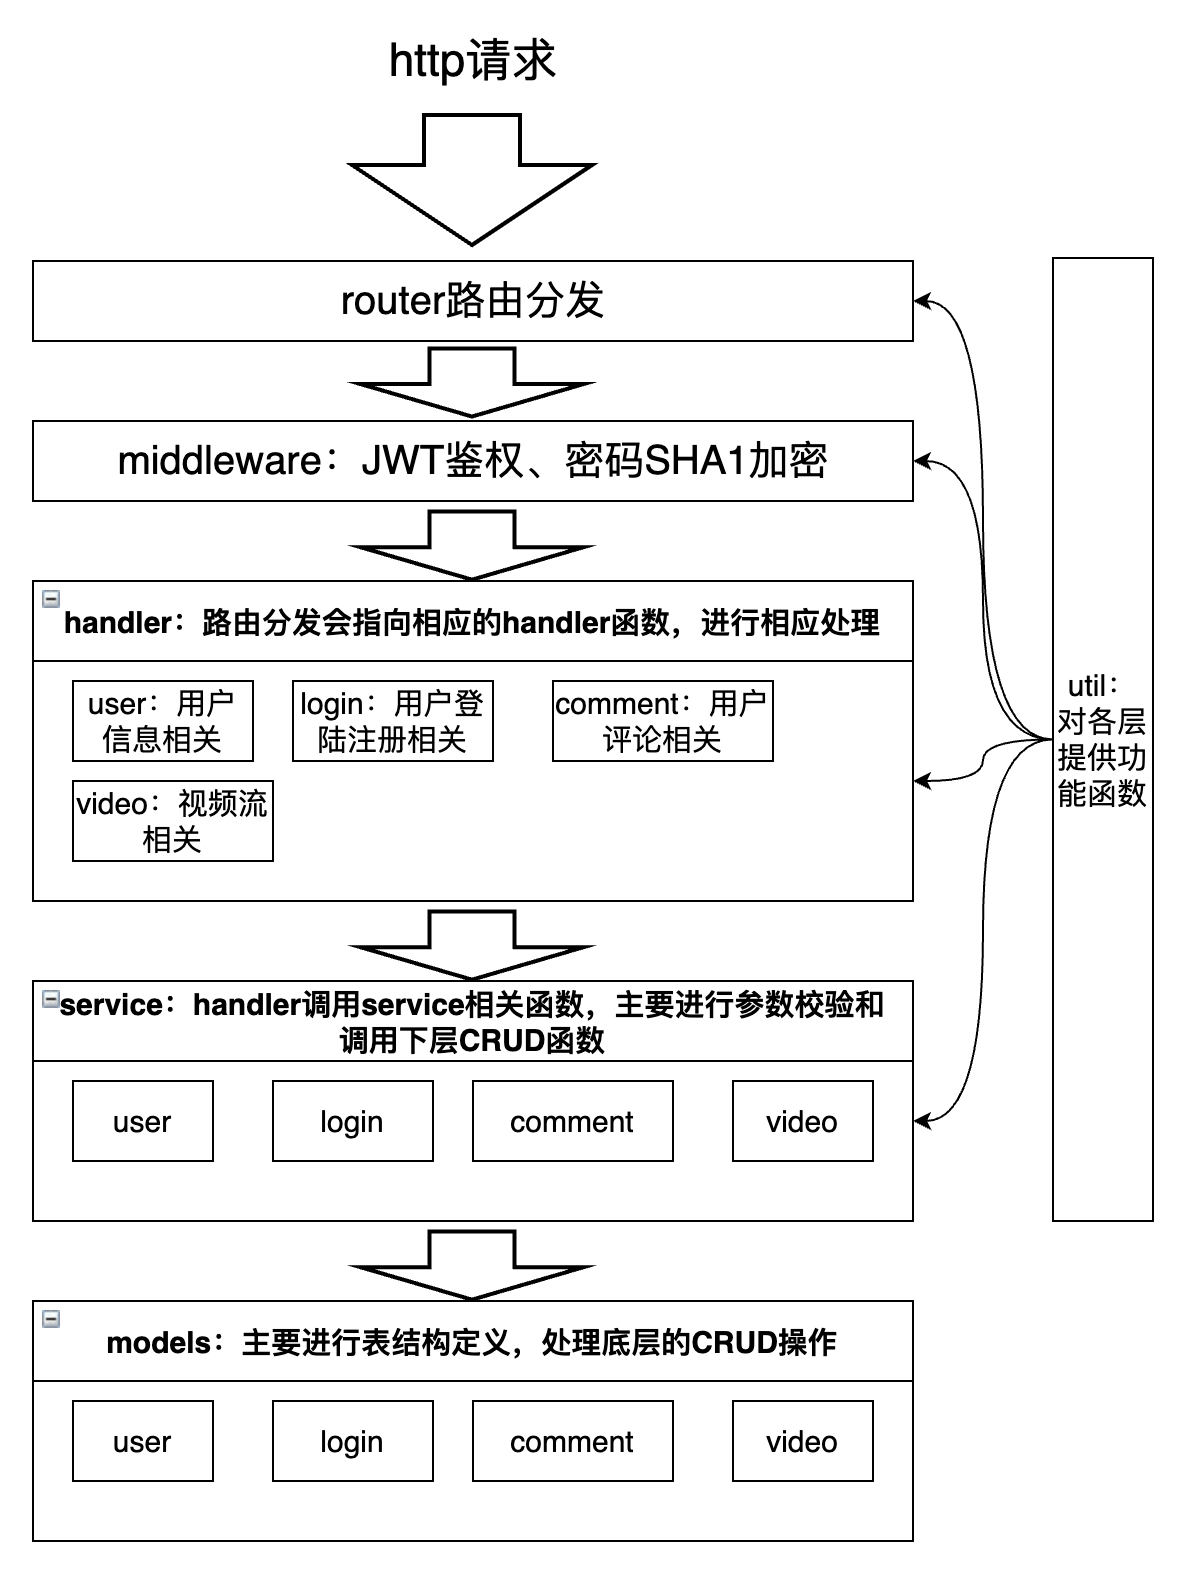 http请求
router路由分发
middleware：JWT鉴权、密码SHA1加密
handler：路由分发会指向相应的handler函数，进行相应处理
user：用户
信息相关
login：用户登
陆注册相关
comment：用户
评论相关
video：视频流
相关
util：
对各层
提供功
能函数
service：handler调用service相关函数，主要进行参数校验和
调用下层CRUD函数
user
login
comment
video
models：主要进行表结构定义，处理底层的CRUD操作
user
login
comment
video